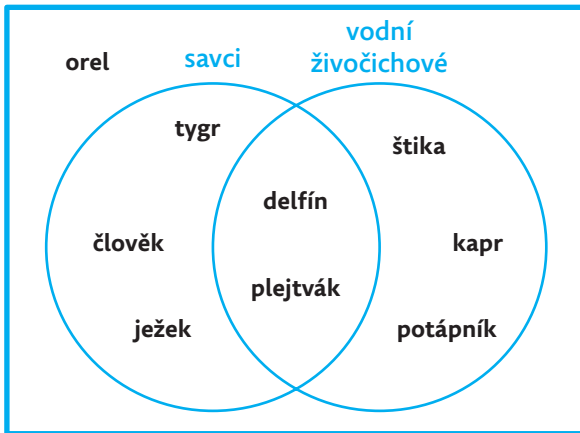 orel
savci
vodní
živočichové
tygr
štika
delfín
člověk
kapr
plejtvák
ježek
potápník